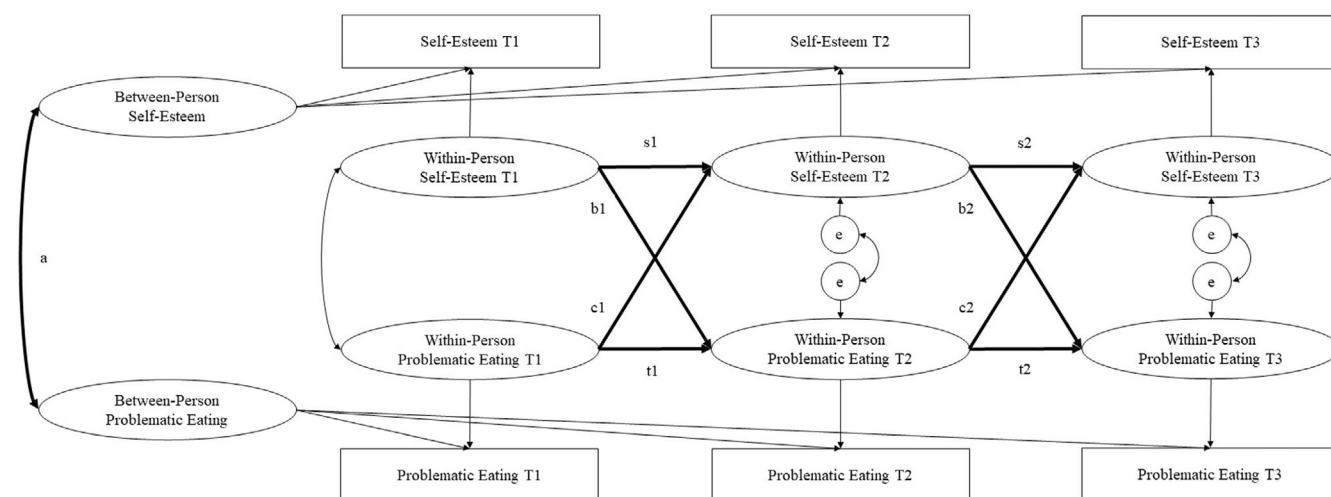 Self-Esteem T1
Self-Esteem T2
Self-Esteem T3
Between-Person
Self-Esteem
s1
s2
Within-Person
Self-Esteem T1
Within-Person
Self-Esteem T2
Within-Person
Self-Esteem T3
b1
b2
e
e
a
e
e
c1
c2
Within-Person
Problematic Eating T1
Within-Person
Problematic Eating T2
Within-Person
Problematic Eating T3
t1
t2
Between-Person
Problematic Eating
Problematic Eating T1
Problematic Eating T2
Problematic Eating T3